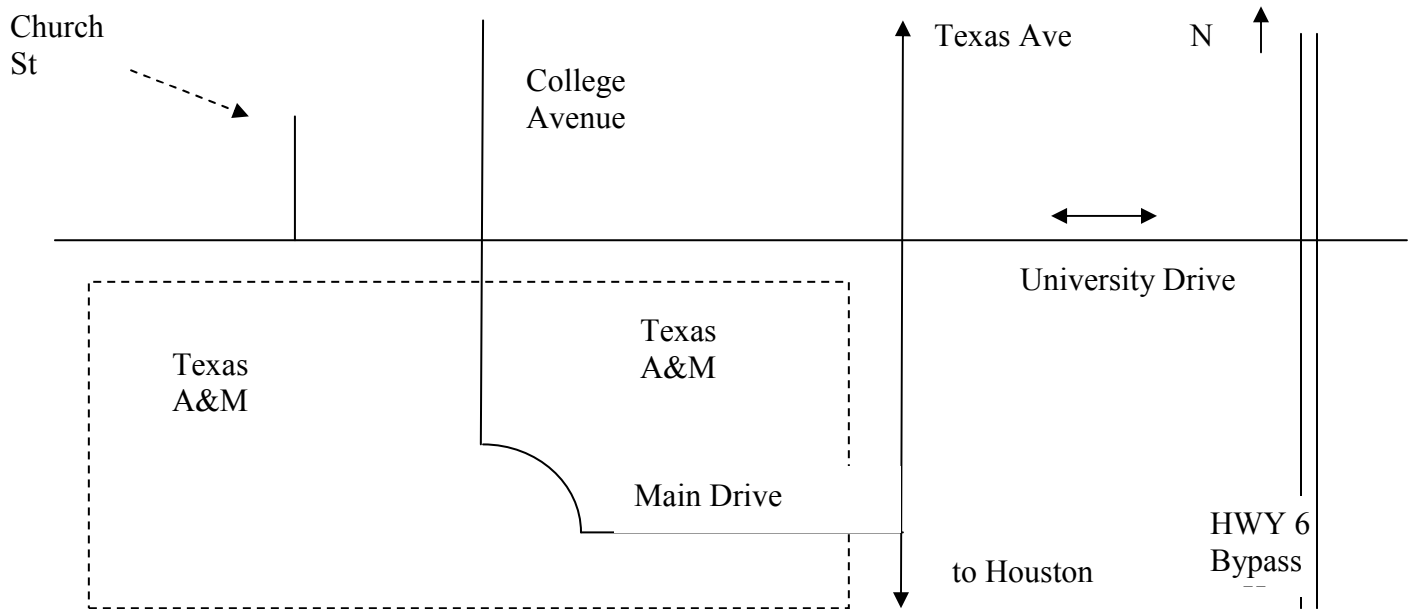 Church
St
College
Avenue
Texas Ave
N
University Drive
Texas
A&M
Texas
A&M
Main Drive
HWY 6
Bypass
to Houston